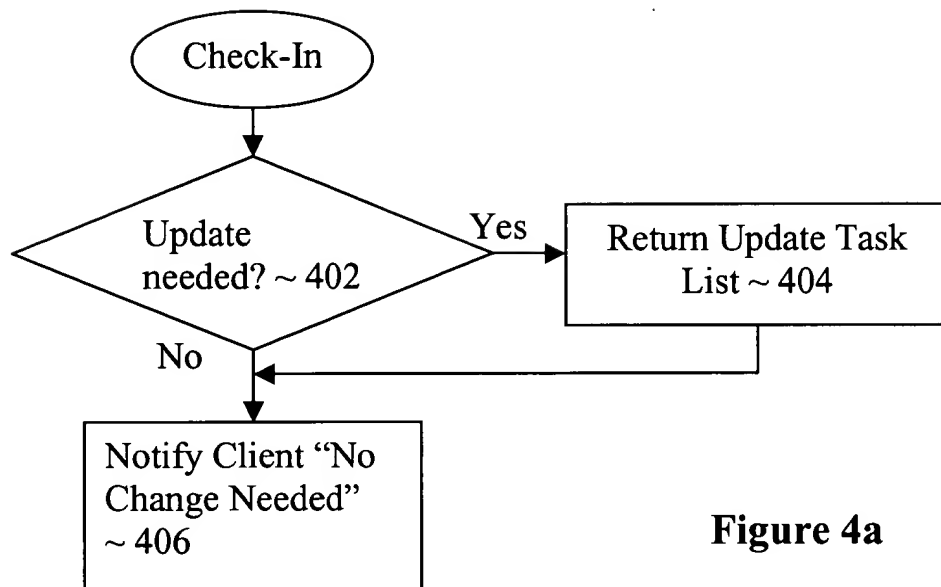 Check-In
Update
needed? ~ 402
Yes
Return Update Task
List ~ 404
No
Notify Client “No
Change Needed”
~ 406
Figure 4a